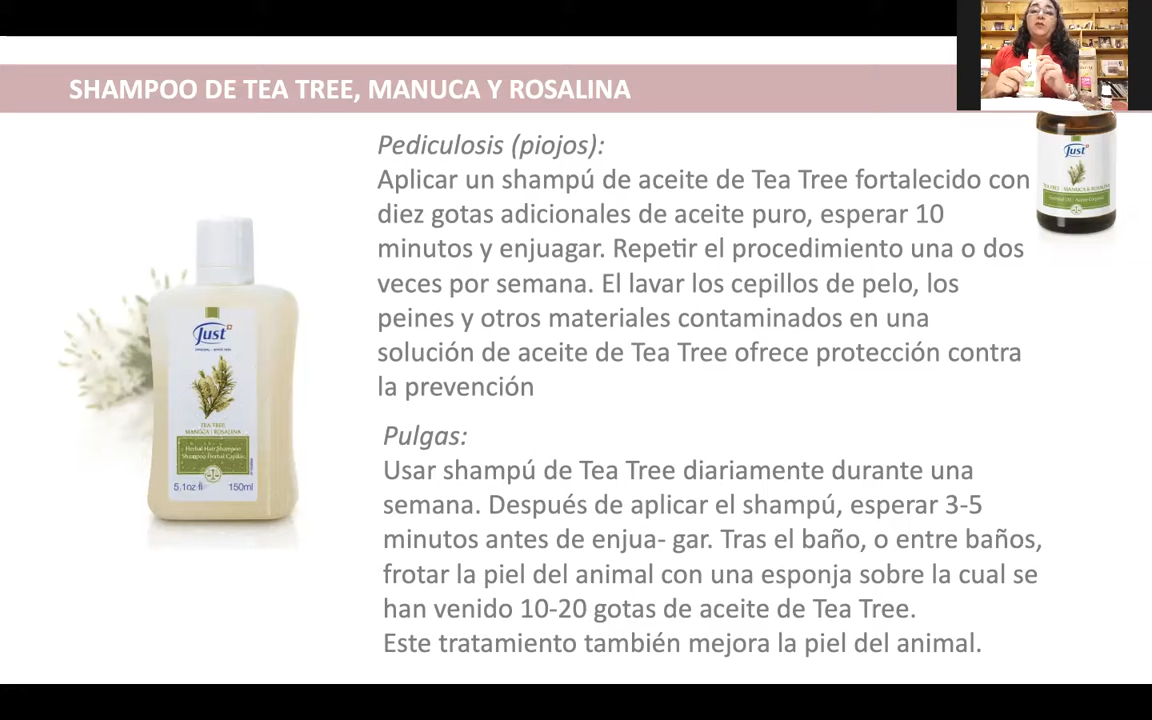 SHAMPOO DE TEA TREE, MANUCA Y ROSALINA
Pediculosis (piojos):
Aplicar un shampú de aceite de Tea Tree fortalecido con
diez gotas adicionales de aceite puro, esperar 10
minutos y enjuagar. Repetir el procedimiento una o dos
veces por semana. El lavar los cepillos de pelo, los
peines y otros materiales contaminados en una
solución de aceite de Tea Tree ofrece protección contra
la prevención
Pulgas:
Usar shampú de Tea Tree diariamente durante una
semana. Después de aplicar el shampú, esperar 3-5
minutos antes de enjua- gar. Tras el baño, o entre baños,
frotar la piel del animal con una esponja sobre la cual se
han venido 10-20 gotas de aceite de Tea Tree.
Este tratamiento también mejora la piel del animal.
Just
TEA TREE
MANUCA | ROSALINA
Herbal Hair Shampoo
Shampoo Herbal Capilar
5.1oz fl 150ml
Just
TEA TREE MANUCA & ROSALINA